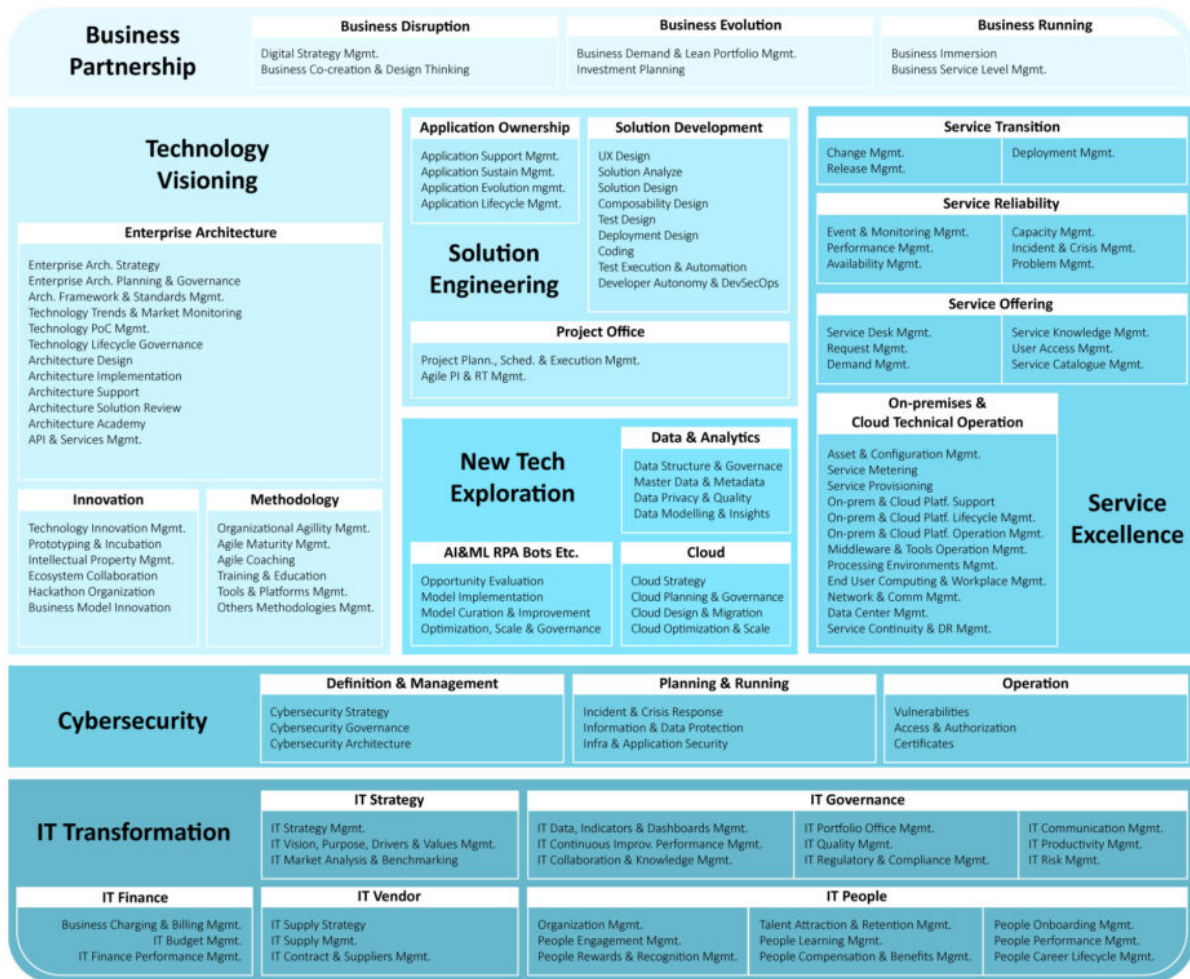 Business
Partnership
Business Disruption
Digital Strategy Mgmt.
Business Co-creation & Design Thinking
Business Evolution
Business Demand & Lean Portfolio Mgmt.
Investment Planning
Business Running
Business Immersion
Business Service Level Mgmt.
Technology
Visioning
Enterprise Architecture
Enterprise Arch. Strategy
Enterprise Arch. Planning & Governance
Arch. Framework & Standards Mgmt.
Technology Trends & Market Monitoring
Technology PoC Mgmt.
Technology Lifecycle Governance
Architecture Design
Architecture Implementation
Architecture Support
Architecture Solution Review
Architecture Academy
API & Services Mgmt.
Innovation
Technology Innovation Mgmt.
Prototyping & Incubation
Intellectual Property Mgmt.
Ecosystem Collaboration
Hackathon Organization
Business Model Innovation
Methodology
Organizational Agillity Mgmt.
Agile Maturity Mgmt.
Agile Coaching
Training & Education
Tools & Platforms Mgmt.
Others Methodologies Mgmt.
Application Ownership
Application Support Mgmt.
Application Sustain Mgmt.
Application Evolution mgmt.
Application Lifecycle Mgmt.
Solution Development
UX Design
Solution Analyze
Solution Design
Composability Design
Test Design
Deployment Design
Coding
Test Execution & Automation
Developer Autonomy & DevSecOps
Solution
Engineering
Project Office
Project Plann., Sched. & Execution Mgmt.
Agile PI & RT Mgmt.
New Tech
Exploration
Data & Analytics
Data Structure & Governace
Master Data & Metadata
Data Privacy & Quality
Data Modelling & Insights
AI&ML RPA Bots Etc.
Opportunity Evaluation
Model Implementation
Model Curation & Improvement
Optimization, Scale & Governance
Cloud
Cloud Strategy
Cloud Planning & Governance
Cloud Design & Migration
Cloud Optimization & Scale
Service Transition
Change Mgmt.
Release Mgmt.
Deployment Mgmt.
Service Reliability
Event & Monitoring Mgmt.
Performance Mgmt.
Availability Mgmt.
Capacity Mgmt.
Incident & Crisis Mgmt.
Problem Mgmt.
Service Offering
Service Desk Mgmt.
Request Mgmt.
Demand Mgmt.
Service Knowledge Mgmt.
User Access Mgmt.
Service Catalogue Mgmt.
On-premises &
Cloud Technical Operation
Asset & Configuration Mgmt.
Service Metering
Service Provisioning
On-prem & Cloud Platf. Support
On-prem & Cloud Platf. Lifecycle Mgmt.
On-prem & Cloud Platf. Operation Mgmt.
Middleware & Tools Operation Mgmt.
Processing Environments Mgmt.
End User Computing & Workplace Mgmt.
Network & Comm Mgmt.
Data Center Mgmt.
Service Continuity & DR Mgmt.
Service
Excellence
Cybersecurity
Definition & Management
Cybersecurity Strategy
Cybersecurity Governance
Cybersecurity Architecture
Planning & Running
Incident & Crisis Response
Information & Data Protection
Infra & Application Security
Operation
Vulnerabilities
Access & Authorization
Certificates
IT Transformation
IT Strategy
IT Strategy Mgmt.
IT Vision, Purpose, Drivers & Values Mgmt.
IT Market Analysis & Benchmarking
IT Governance
IT Data, Indicators & Dashboards Mgmt.
IT Continuous Improv. Performance Mgmt.
IT Collaboration & Knowledge Mgmt.
IT Portfolio Office Mgmt.
IT Quality Mgmt.
IT Regulatory & Compliance Mgmt.
IT Communication Mgmt.
IT Productivity Mgmt.
IT Risk Mgmt.
IT Finance
Business Charging & Billing Mgmt.
IT Budget Mgmt.
IT Finance Performance Mgmt.
IT Vendor
IT Supply Strategy
IT Supply Mgmt.
IT Contract & Suppliers Mgmt.
IT People
Organization Mgmt.
People Engagement Mgmt.
People Rewards & Recognition Mgmt.
Talent Attraction & Retention Mgmt.
People Learning Mgmt.
People Compensation & Benefits Mgmt.
People Onboarding Mgmt.
People Performance Mgmt.
People Career Lifecycle Mgmt.